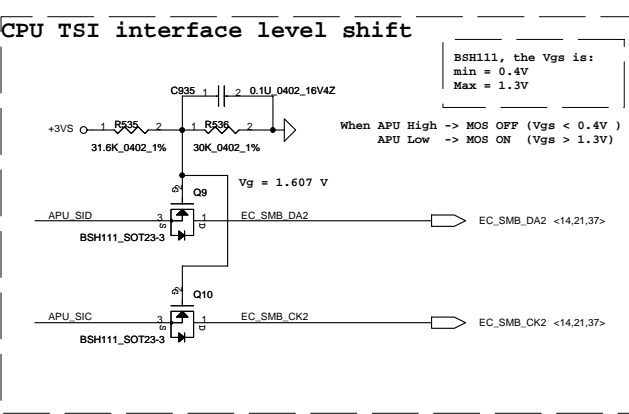 CPU TSI interface level shift
BSH111, the Vgs is:
min = 0.4V
Max = 1.3V
C935 1 2 0.1U_0402_16V4Z
+3VS 1 R535 2 1 R536 2
31.6K_0402_1% 30K_0402_1%
When APU High -> MOS OFF (Vgs < 0.4V )
APU Low -> MOS ON (Vgs > 1.3V)
Vg = 1.607 V
2 G Q9
APU_SID 3 S 1 D EC_SMB_DA2 EC_SMB_DA2 <14,21,37>
BSH111_SOT23-3
2 G Q10
APU_SIC 3 S 1 D EC_SMB_CK2 EC_SMB_CK2 <14,21,37>
BSH111_SOT23-3